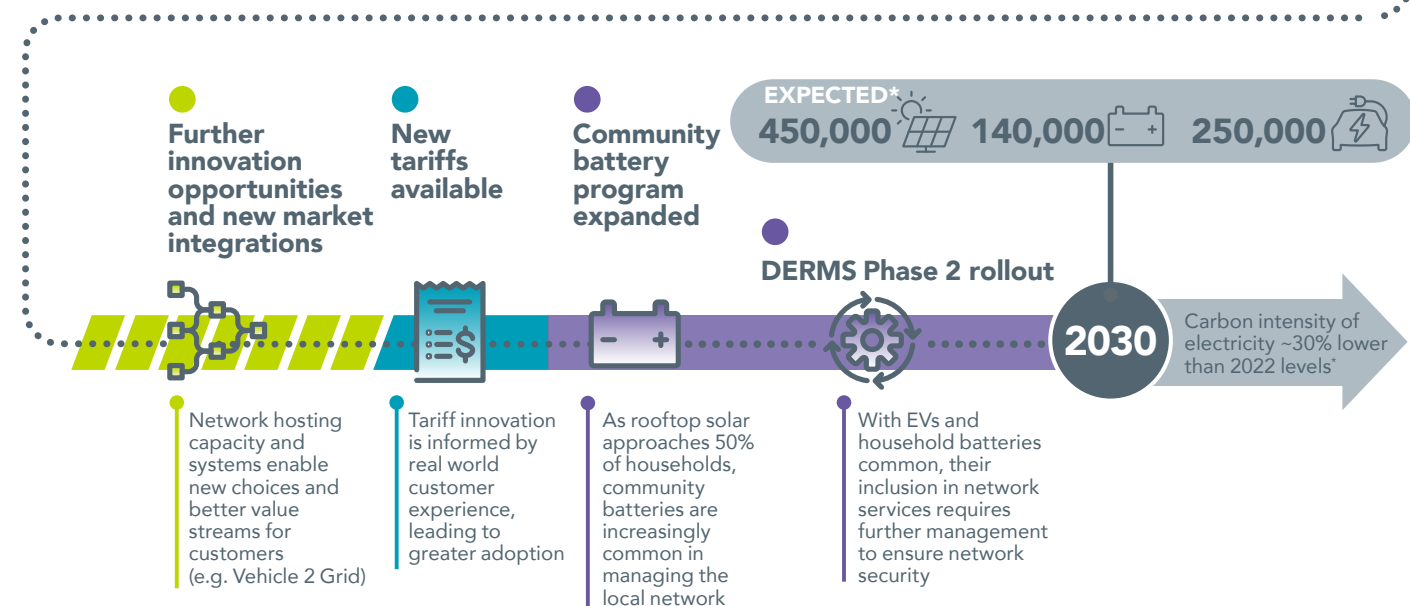 Further
innovation
opportunities
and new market
integrations
New
tariffs
available
Community
battery
program
expanded
EXPECTED*
450,000
140,000
250,000
DERMS Phase 2 rollout
2030
Carbon intensity of
electricity ~30% lower
than 2022 levels*
Network hosting
capacity and
systems enable
new choices and
better value
streams for
customers
(e.g. Vehicle 2 Grid)
Tariff innovation
is informed by
real world
customer
experience,
leading to
greater adoption
As rooftop solar
approaches 50%
of households,
community
batteries are
increasingly
common in
managing the
local network
With EVs and
household batteries
common, their
inclusion in network
services requires
further management
to ensure network
security